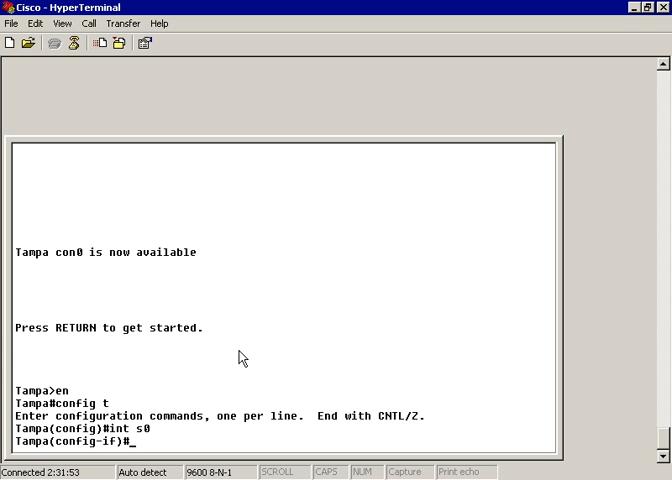 Cisco - HyperTerminal
File Edit View Call Transfer Help
Tampa con0 is now available
Press RETURN to get started.
Tampa>en
Tampa#config t
Enter configuration commands, one per line.  End with CNTL/Z.
Tampa(config)#int s0
Tampa(config-if)#_
Connected 2:31:53 Auto detect 9600 8-N-1 SCROLL CAPS NUM Capture Print echo